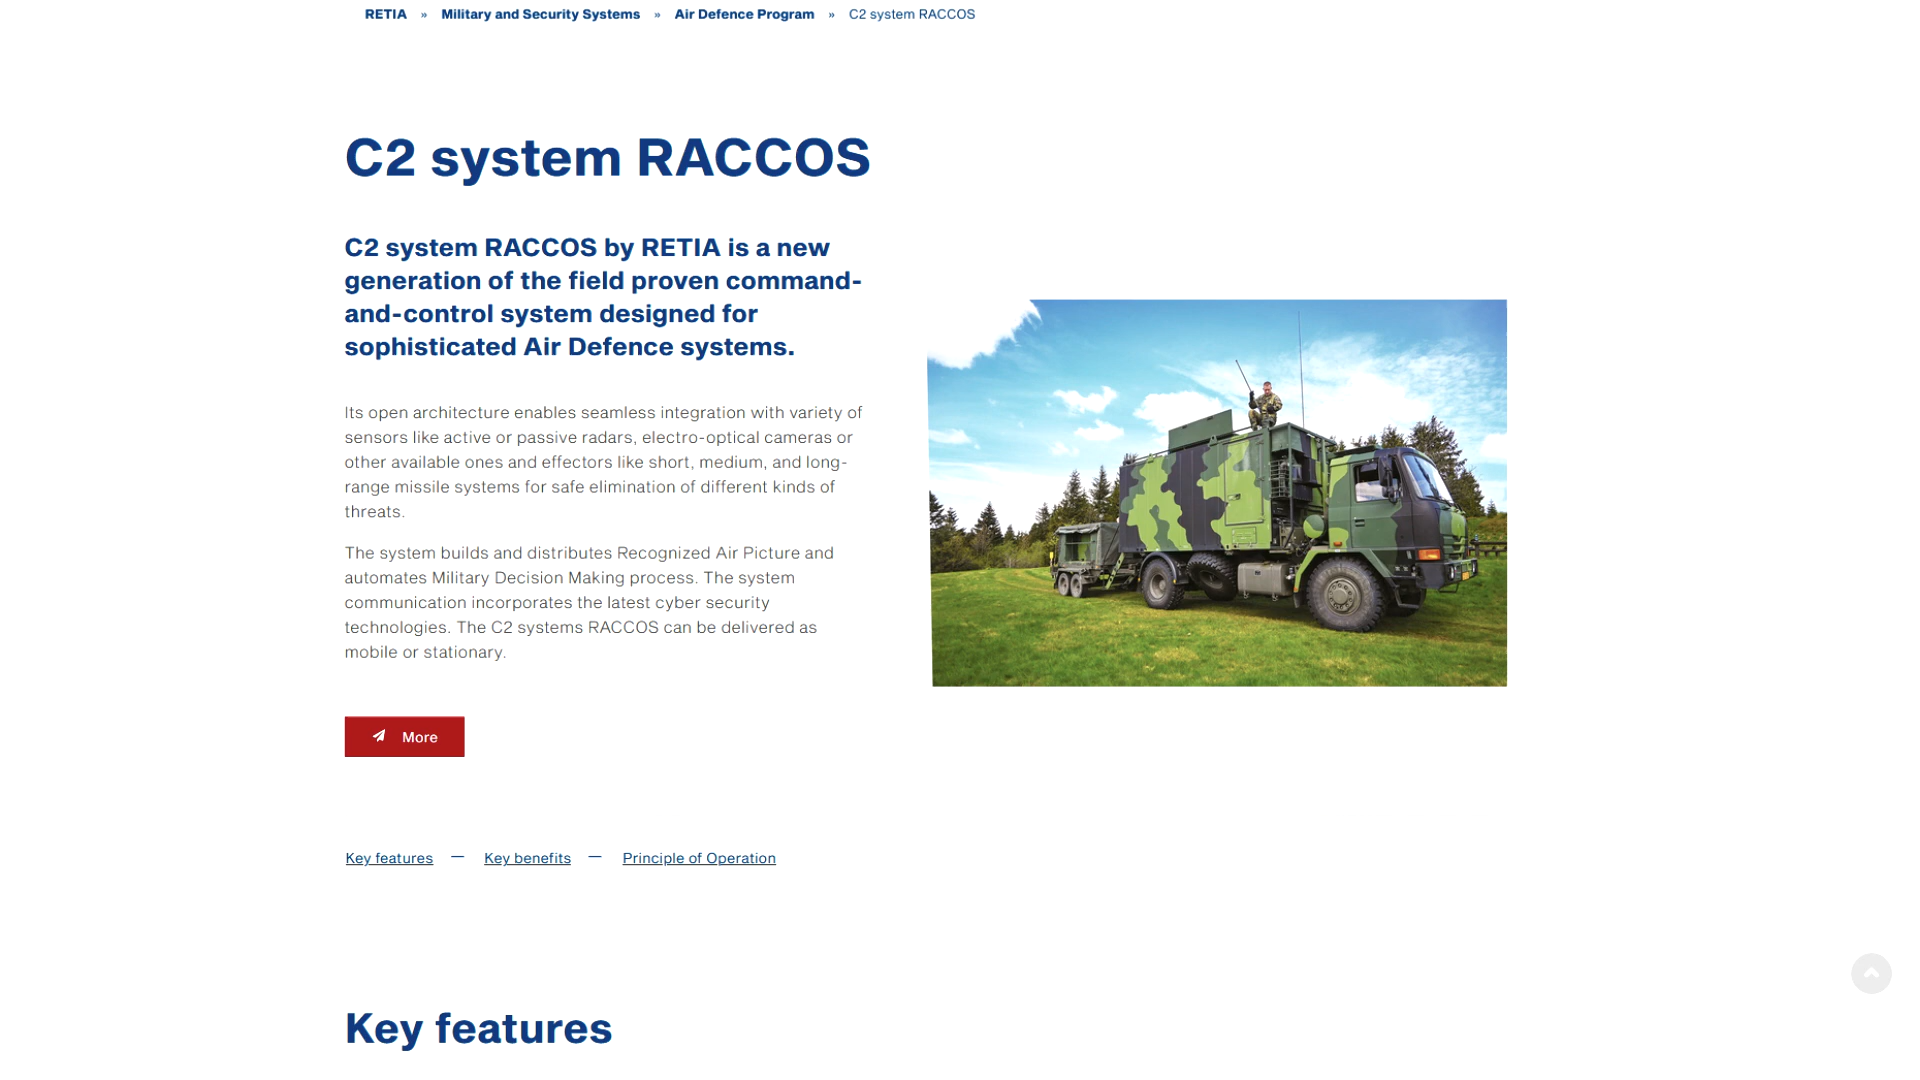 RETIA » Military and Security Systems » Air Defence Program » C2 system RACCOS
C2 system RACCOS
C2 system RACCOS by RETIA is a new
generation of the field proven command-
and-control system designed for
sophisticated Air Defence systems.
Its open architecture enables seamless integration with variety of
sensors like active or passive radars, electro-optical cameras or
other available ones and effectors like short, medium, and long-
range missile systems for safe elimination of different kinds of
threats.
The system builds and distributes Recognized Air Picture and
automates Military Decision Making process. The system
communication incorporates the latest cyber security
technologies. The C2 systems RACCOS can be delivered as
mobile or stationary.
More
Key features — Key benefits — Principle of Operation
Key features